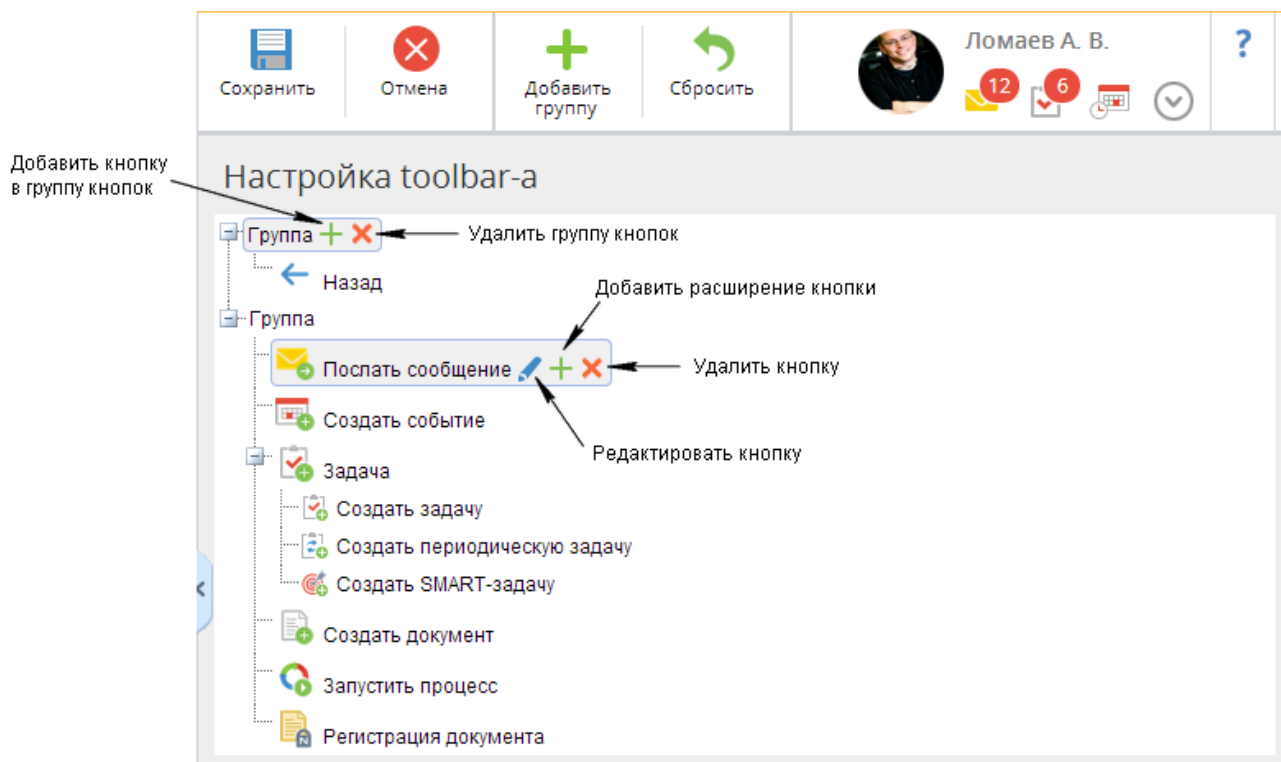 Ломаев А. В.
?
12
6
Сохранить
Отмена
Добавить
группу
Сбросить
Добавить кнопку
в группу кнопок
Настройка toolbar-а
Группа
Удалить группу кнопок
Назад
Добавить расширение кнопки
Группа
Послать сообщение
Удалить кнопку
Создать событие
Редактировать кнопку
Задача
Создать задачу
Создать периодическую задачу
Создать SMART-задачу
Создать документ
Запустить процесс
N
Регистрация документа